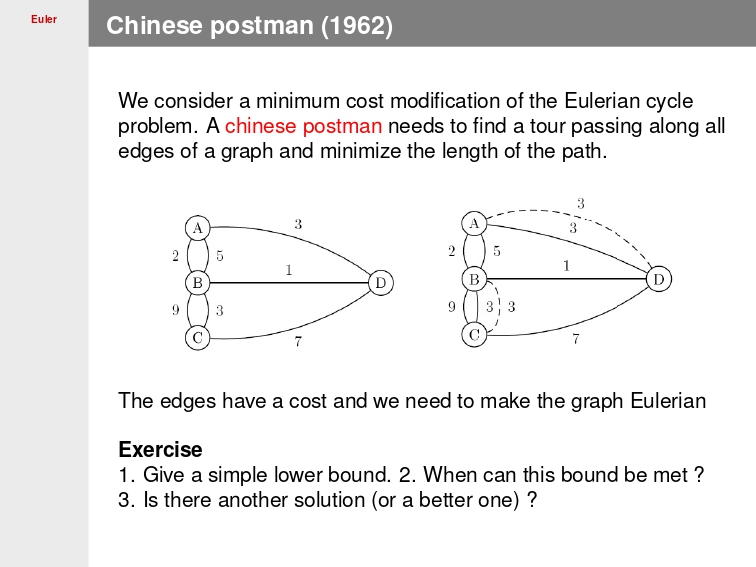 Euler
Chinese postman (1962)
We consider a minimum cost modification of the Eulerian cycle
problem. A chinese postman needs to find a tour passing along all
edges of a graph and minimize the length of the path.
A 3
2 5
B 1 D
9 3
C 7
3
A 3
2 5
B 1 D
9 3 3
C 7
The edges have a cost and we need to make the graph Eulerian
Exercise
1. Give a simple lower bound. 2. When can this bound be met ?
3. Is there another solution (or a better one) ?